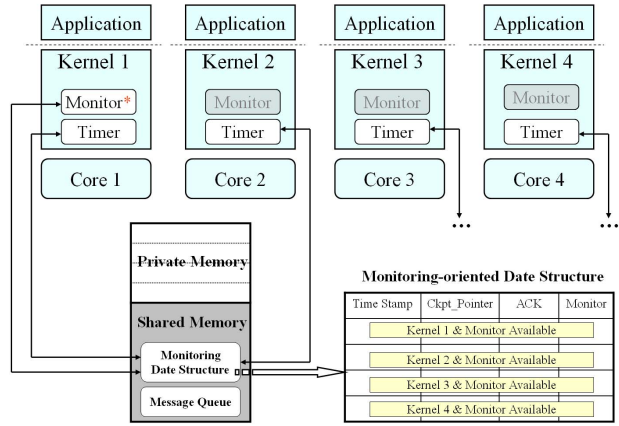 Application Application Application Application
Kernel 1 Kernel 2 Kernel 3 Kernel 4
Monitor* Monitor Monitor Monitor
Timer Timer Timer Timer
Core 1 Core 2 Core 3 Core 4
... ...
Private Memory
Shared Memory
Monitoring
Date Structure
Message Queue
Monitoring-oriented Date Structure
Time Stamp Ckpt_Pointer ACK Monitor
Kernel 1 & Monitor Available
Kernel 2 & Monitor Available
Kernel 3 & Monitor Available
Kernel 4 & Monitor Available